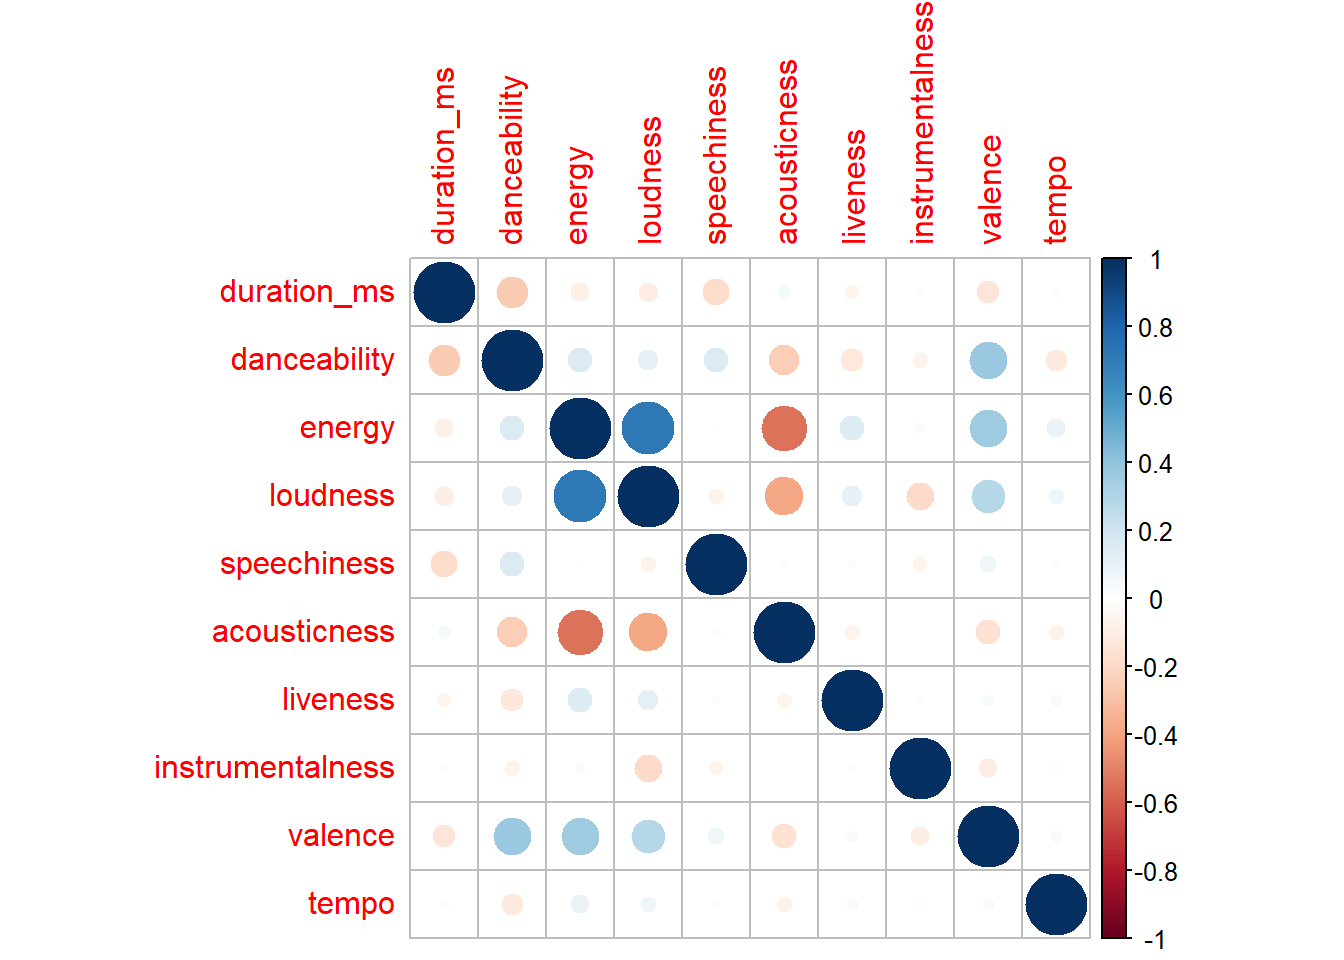 duration_ms
danceability
energy
loudness
speechiness
acousticness
liveness
instrumentalness
valence
tempo
duration_ms
danceability
energy
loudness
speechiness
acousticness
liveness
instrumentalness
valence
tempo
1
0.8
0.6
0.4
0.2
0
-0.2
-0.4
-0.6
-0.8
-1